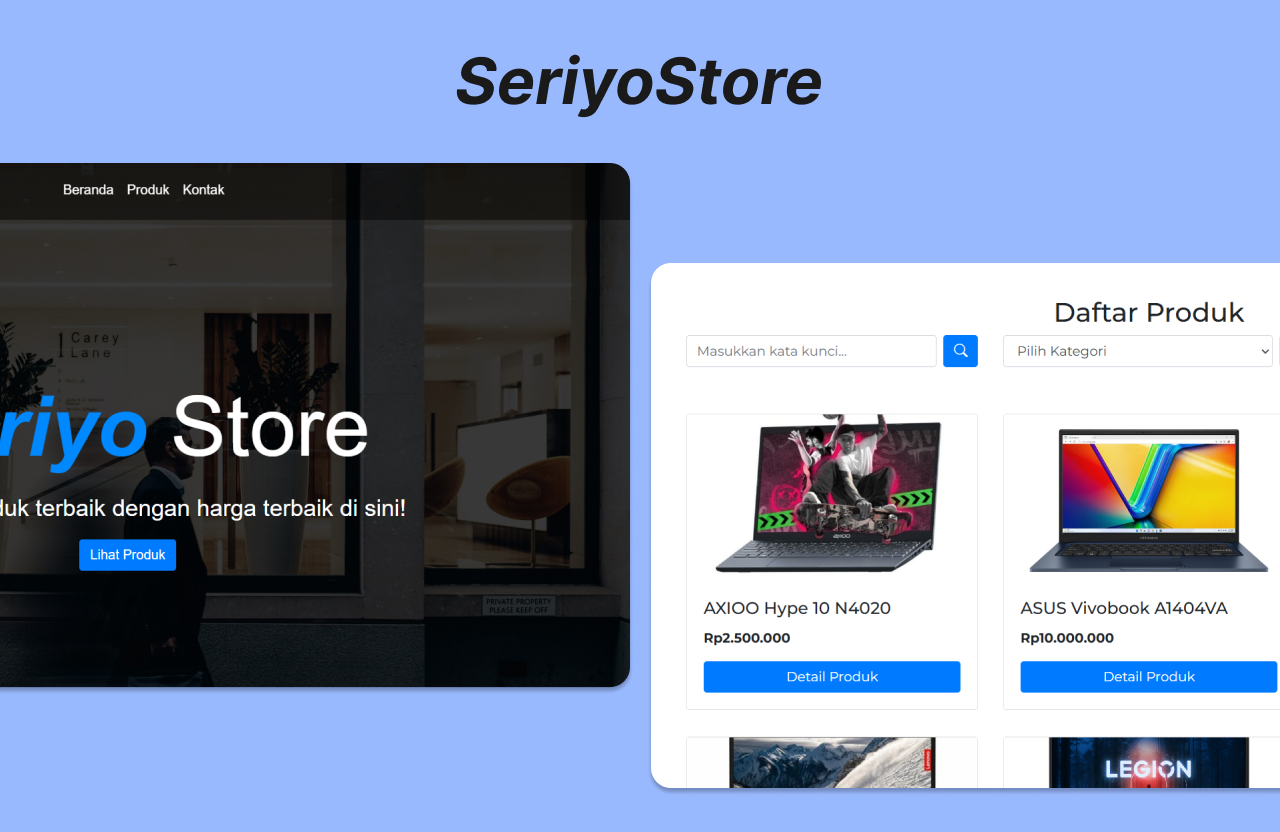 SeriyoStore
Beranda Produk Kontak
1 Carey
Lane
riyo Store
duk terbaik dengan harga terbaik di sini!
Lihat Produk
PRIVATE PROPERTY
PLEASE KEEP OFF
Daftar Produk
Masukkan kata kunci...
Pilih Kategori
AXIOO
AXIOO Hype 10 N4020
Rp2.500.000
Detail Produk
ASUS Vivobook A1404VA
Rp10.000.000
Detail Produk
Lenovo
LEGION